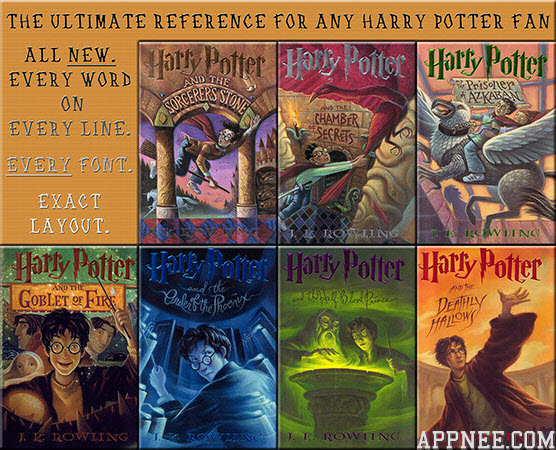 THE ULTIMATE REFERENCE FOR ANY HARRY POTTER FAN
ALL NEW.
EVERY WORD
ON
EVERY LINE.
EVERY FONT.
EXACT
LAYOUT.
Harry Potter
AND THE
SORCERER'S STONE
J. K. ROWLING
Harry Potter
AND THE
CHAMBER
OF SECRETS
J. K. ROWLING
Harry Potter
AND THE
Prisoner
OF AZKABAN
J. K. ROWLING
Harry Potter
AND THE
GOBLET OF FIRE
J. K. ROWLING
Harry Potter
and the
Order of the Phoenix
J. K. ROWLING
Harry Potter
and the Half-Blood Prince
J. K. ROWLING
Harry Potter
AND THE
DEATHLY
HALLOWS
APPNEE.COM